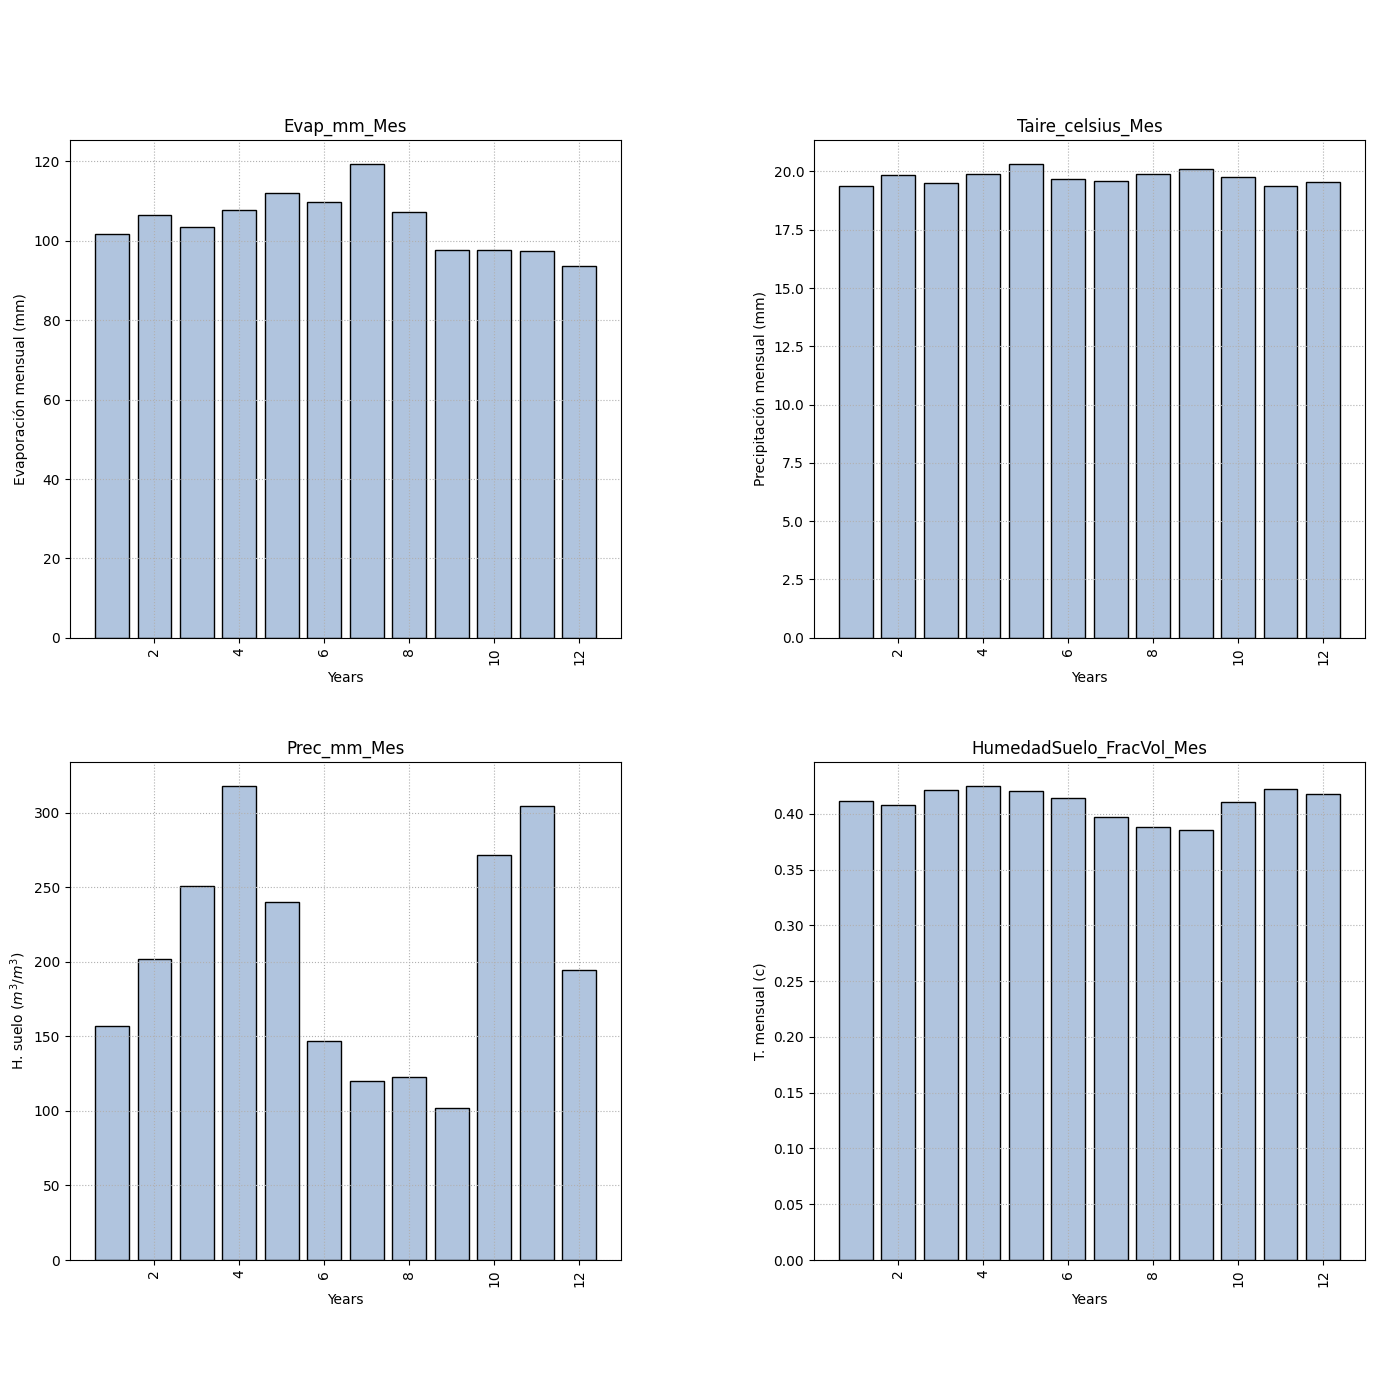 Evap_mm_Mes
120
100
80
60
40
20
0
Evaporación mensual (mm)
2 4 6 8 10 12
Years
Taire_celsius_Mes
20.0
17.5
15.0
12.5
10.0
7.5
5.0
2.5
0.0
Precipitación mensual (mm)
2 4 6 8 10 12
Years
Prec_mm_Mes
300
250
200
150
100
50
0
H. suelo (m³/m³)
2 4 6 8 10 12
Years
HumedadSuelo_FracVol_Mes
0.40
0.35
0.30
0.25
0.20
0.15
0.10
0.05
0.00
T. mensual (c)
2 4 6 8 10 12
Years